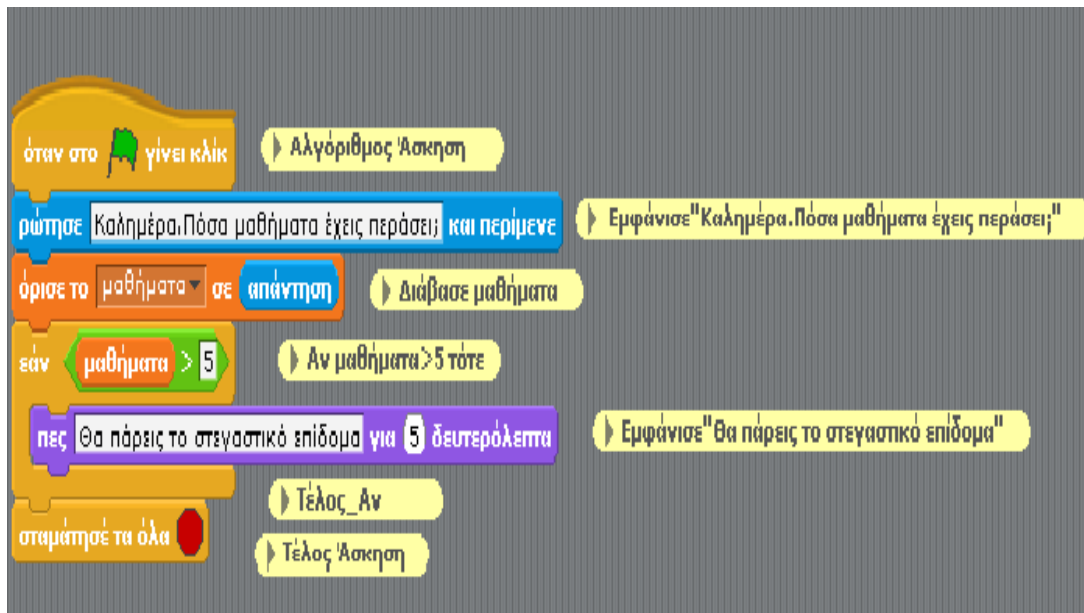 όταν στο γίνει κλίκ Αλγόριθμος Άσκηση
ρώτησε Καλημέρα.Πόσα μαθήματα έχεις περάσει; και περίμενε Εμφάνισε"Καλημέρα.Πόσα μαθήματα έχεις περάσει;"
όρισε το μαθήματα σε απάντηση Διάβασε μαθήματα
εάν μαθήματα > 5 Αν μαθήματα>5 τότε
πες Θα πάρεις το στεγαστικό επίδομα για 5 δευτερόλεπτα Εμφάνισε"Θα πάρεις το στεγαστικό επίδομα"
Τέλος_Αν
σταμάτησέ τα όλα
Τέλος Άσκηση